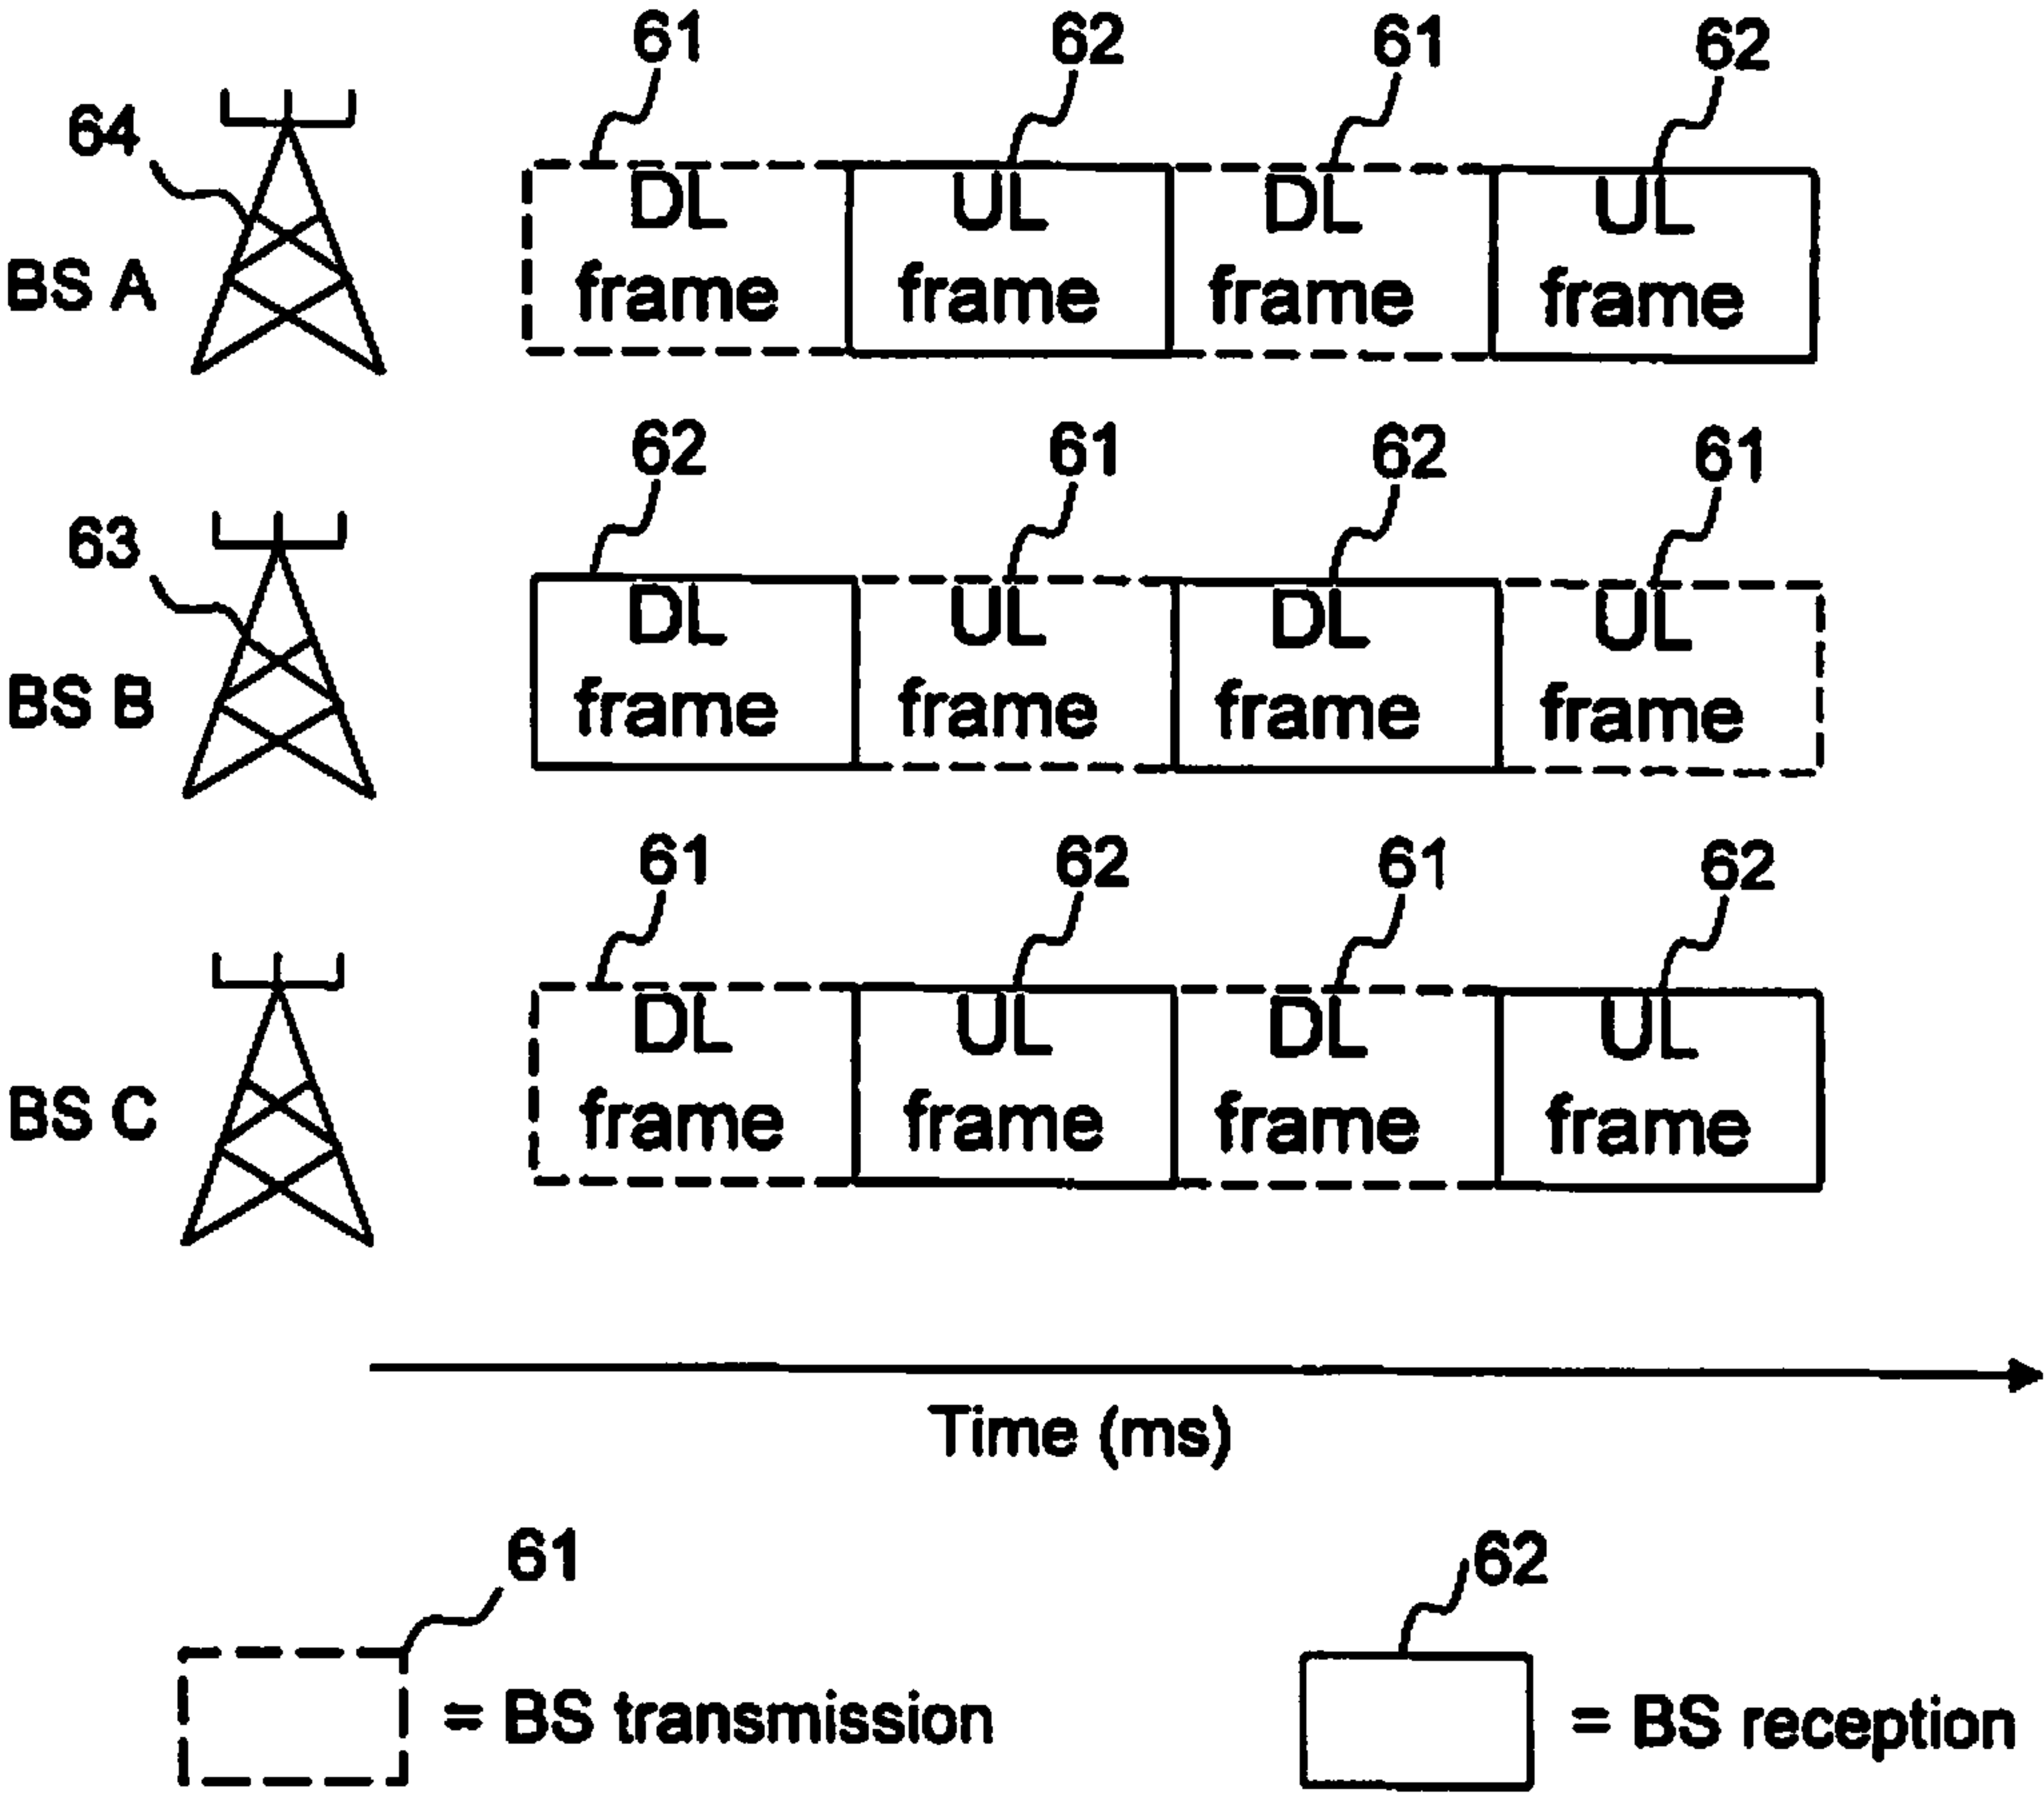 61 62 61 62
64
DL UL DL UL
BS A frame frame frame frame
62 61 62 61
63
DL UL DL UL
BS B frame frame frame frame
61 62 61 62
DL UL DL UL
BS C frame frame frame frame
Time (ms)
61 62
= BS transmission = BS reception